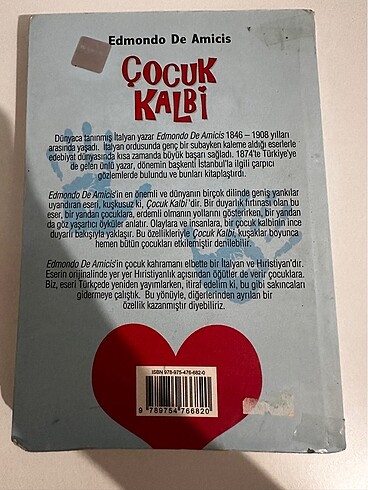 Edmondo De Amicis
ÇOCUK
KALBİ
Dünyaca tanınmış İtalyan yazar Edmondo De Amicis 1846 – 1908 yılları
arasında yaşadı. İtalyan ordusunda genç bir subayken kaleme aldığı eserlerle
edebiyat dünyasında kısa zamanda büyük başarı sağladı. 1874'te Türkiye'ye
de gelen ünlü yazar, dönemin başkenti İstanbul'la ilgili çarpıcı
gözlemlerde bulundu ve bunları kitaplaştırdı.
Edmondo De Amicis'in en önemli ve dünyanın birçok dilinde geniş yankılar
uyandıran eseri, kuşkusuz ki, Çocuk Kalbi'dir. Bir duyarlık fırtınası olan bu
eser, bir yandan çocuklara, erdemli olmanın yollarını gösterirken, bir yandan
da göz yaşartıcı öyküler anlatır. Olaylara ve insanlara, bir çocuk kalbinin ince
duyarlı bakışıyla yaklaşır. Bu özellikleriyle Çocuk Kalbi, kuşaklar boyunca
hemen bütün çocukları etkilemiştir denilebilir.
Edmondo De Amicis'in çocuk kahramanı elbette bir İtalyan ve Hıristiyan'dır.
Eserin orijinalinde yer yer Hıristiyanlık açısından öğütler de verir çocuklara.
Biz, eseri Türkçede yeniden yayımlarken, itiraf edelim ki, bu gibi sakıncaları
gidermeye çalıştık. Bu yönüyle, diğerlerinden ayrılan bir
özellik kazanmıştır diyebiliriz.
ISBN 978-975-476-682-0
9 789754 766820